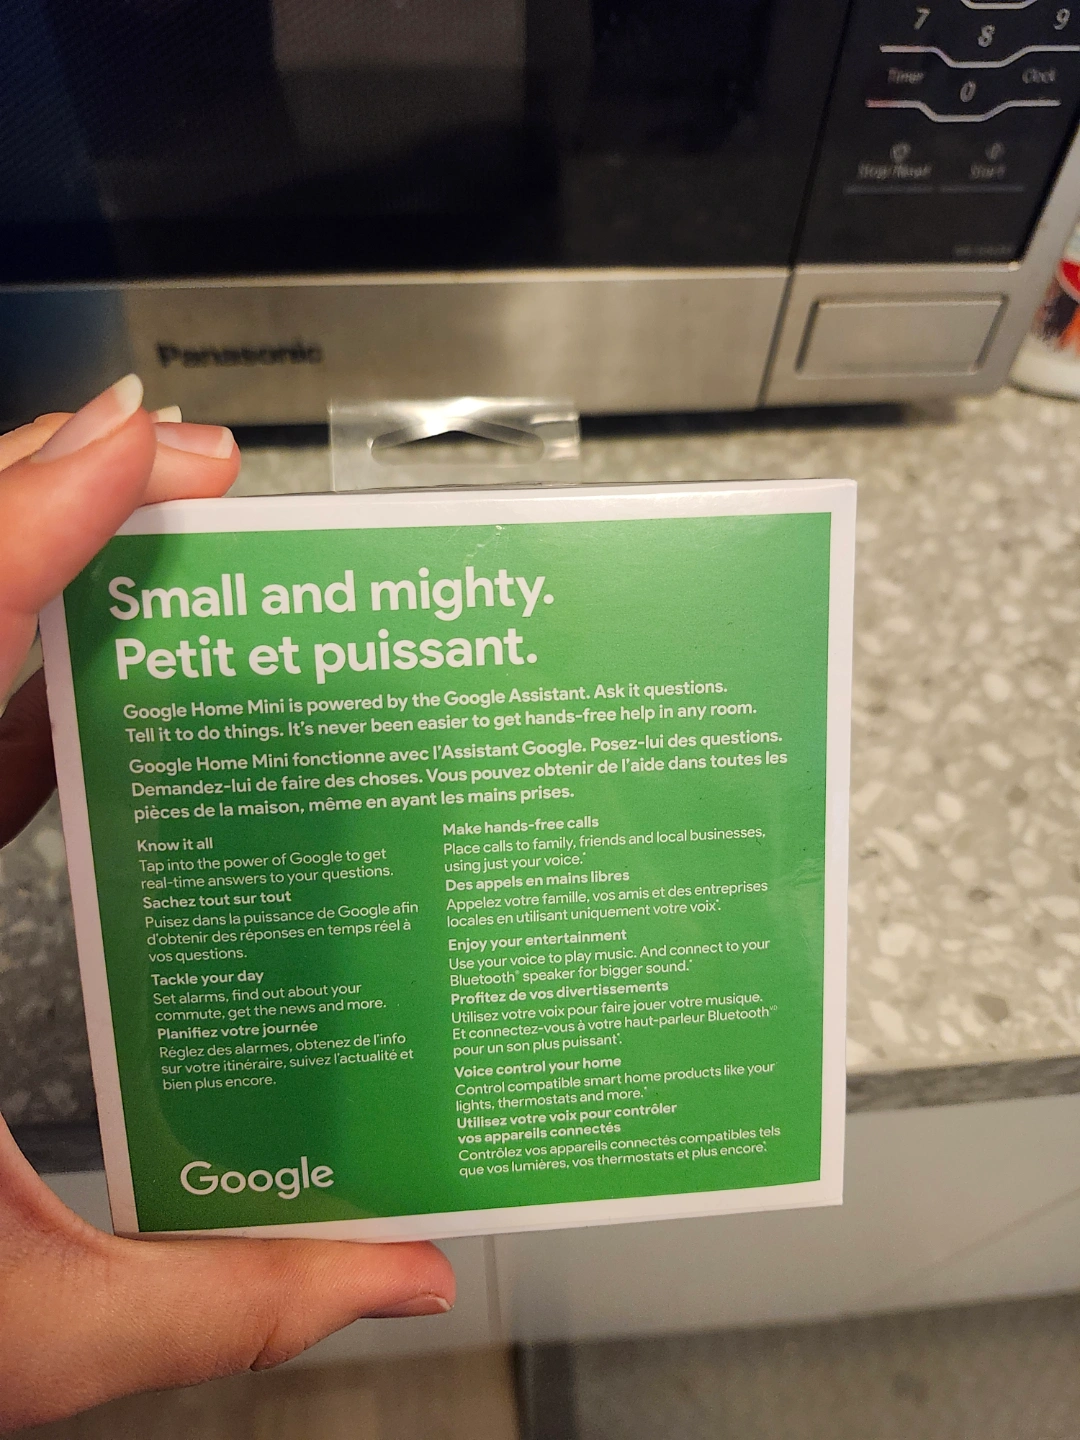 7 8 9
Timer 0 Clock
Stop/Reset Start
Panasonic
Small and mighty.
Petit et puissant.
Google Home Mini is powered by the Google Assistant. Ask it questions.
Tell it to do things. It's never been easier to get hands-free help in any room.
Google Home Mini fonctionne avec l'Assistant Google. Posez-lui des questions.
Demandez-lui de faire des choses. Vous pouvez obtenir de l'aide dans toutes les
pièces de la maison, même en ayant les mains prises.
Know it all
Tap into the power of Google to get
real-time answers to your questions.
Sachez tout sur tout
Puisez dans la puissance de Google afin
d'obtenir des réponses en temps réel à
vos questions.
Tackle your day
Set alarms, find out about your
commute, get the news and more.
Planifiez votre journée
Réglez des alarmes, obtenez de l'info
sur votre itinéraire, suivez l'actualité et
bien plus encore.
Google
Make hands-free calls
Place calls to family, friends and local businesses,
using just your voice.*
Des appels en mains libres
Appelez votre famille, vos amis et des entreprises
locales en utilisant uniquement votre voix*.
Enjoy your entertainment
Use your voice to play music. And connect to your
Bluetooth® speaker for bigger sound.*
Profitez de vos divertissements
Utilisez votre voix pour faire jouer votre musique.
Et connectez-vous à votre haut-parleur Bluetooth
pour un son plus puissant*.
Voice control your home
Control compatible smart home products like your
lights, thermostats and more.*
Utilisez votre voix pour contrôler
vos appareils connectés
Contrôlez vos appareils connectés compatibles tels
que vos lumières, vos thermostats et plus encore*.